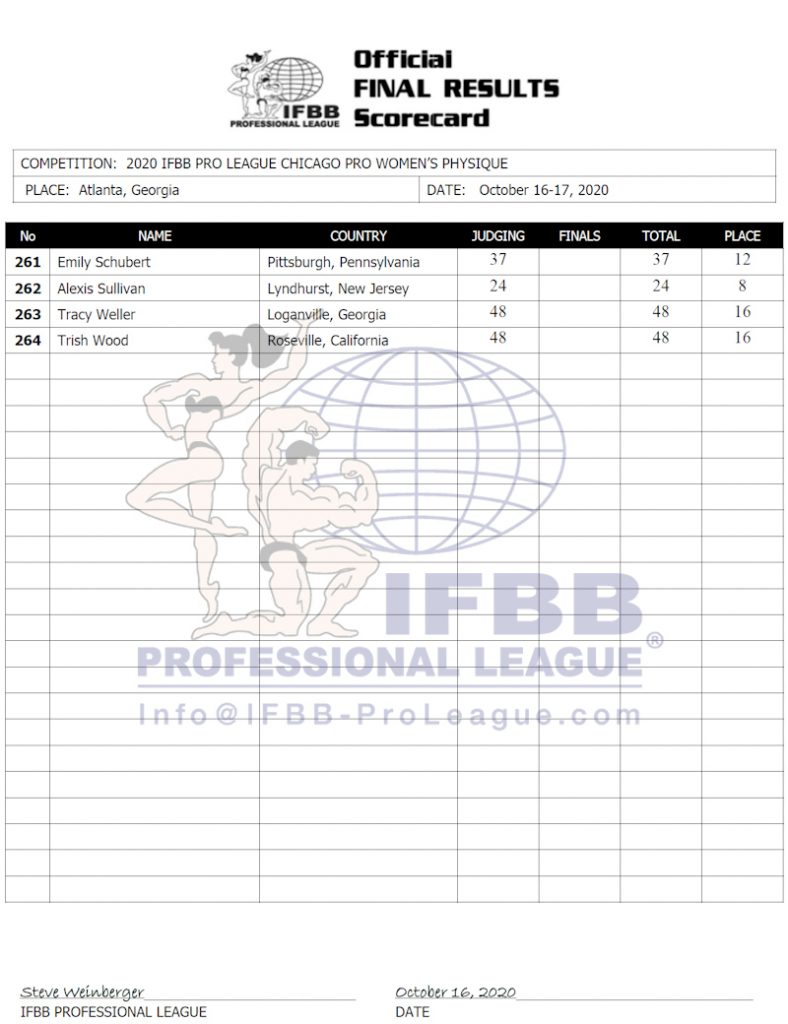 Official
FINAL RESULTS
Scorecard
IFBB
PROFESSIONAL LEAGUE
COMPETITION: 2020 IFBB PRO LEAGUE CHICAGO PRO WOMEN'S PHYSIQUE
PLACE: Atlanta, Georgia DATE: October 16-17, 2020
No NAME COUNTRY JUDGING FINALS TOTAL PLACE
261 Emily Schubert Pittsburgh, Pennsylvania 37 37 12
262 Alexis Sullivan Lyndhurst, New Jersey 24 24 8
263 Tracy Weller Loganville, Georgia 48 48 16
264 Trish Wood Roseville, California 48 48 16
IFBB
PROFESSIONAL LEAGUE®
Info@IFBB-ProLeague.com
Steve Weinberger October 16, 2020
IFBB PROFESSIONAL LEAGUE DATE